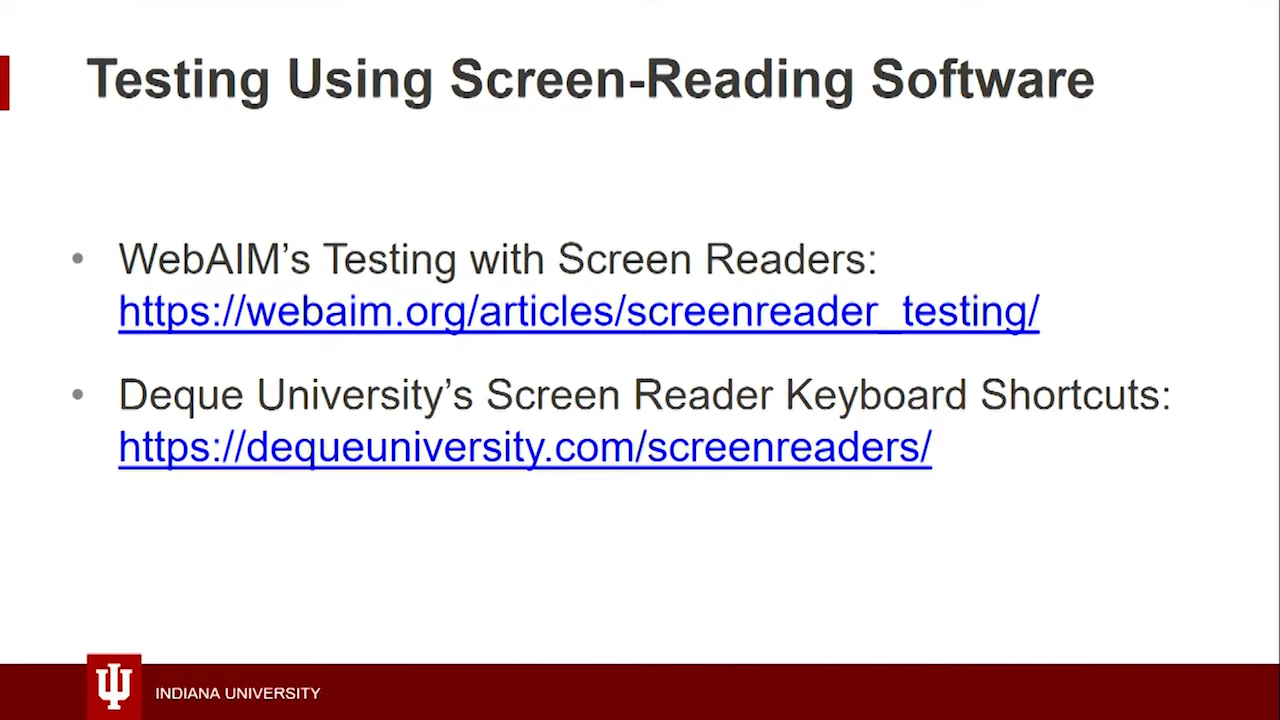 Testing Using Screen-Reading Software
• WebAIM’s Testing with Screen Readers:
https://webaim.org/articles/screenreader_testing/
• Deque University’s Screen Reader Keyboard Shortcuts:
https://dequeuniversity.com/screenreaders/
INDIANA UNIVERSITY